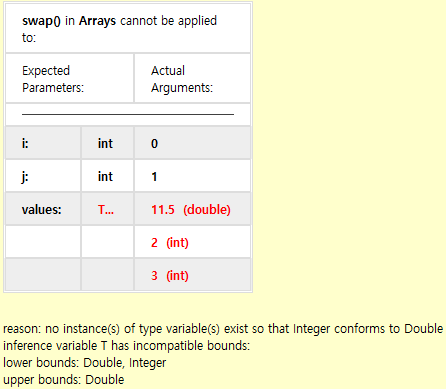 swap() in Arrays cannot be applied
to:
Expected Parameters: Actual Arguments:
i: int 0
j: int 1
values: T... 11.5 (double)
2 (int)
3 (int)
reason: no instance(s) of type variable(s) exist so that Integer conforms to Double
inference variable T has incompatible bounds:
lower bounds: Double, Integer
upper bounds: Double